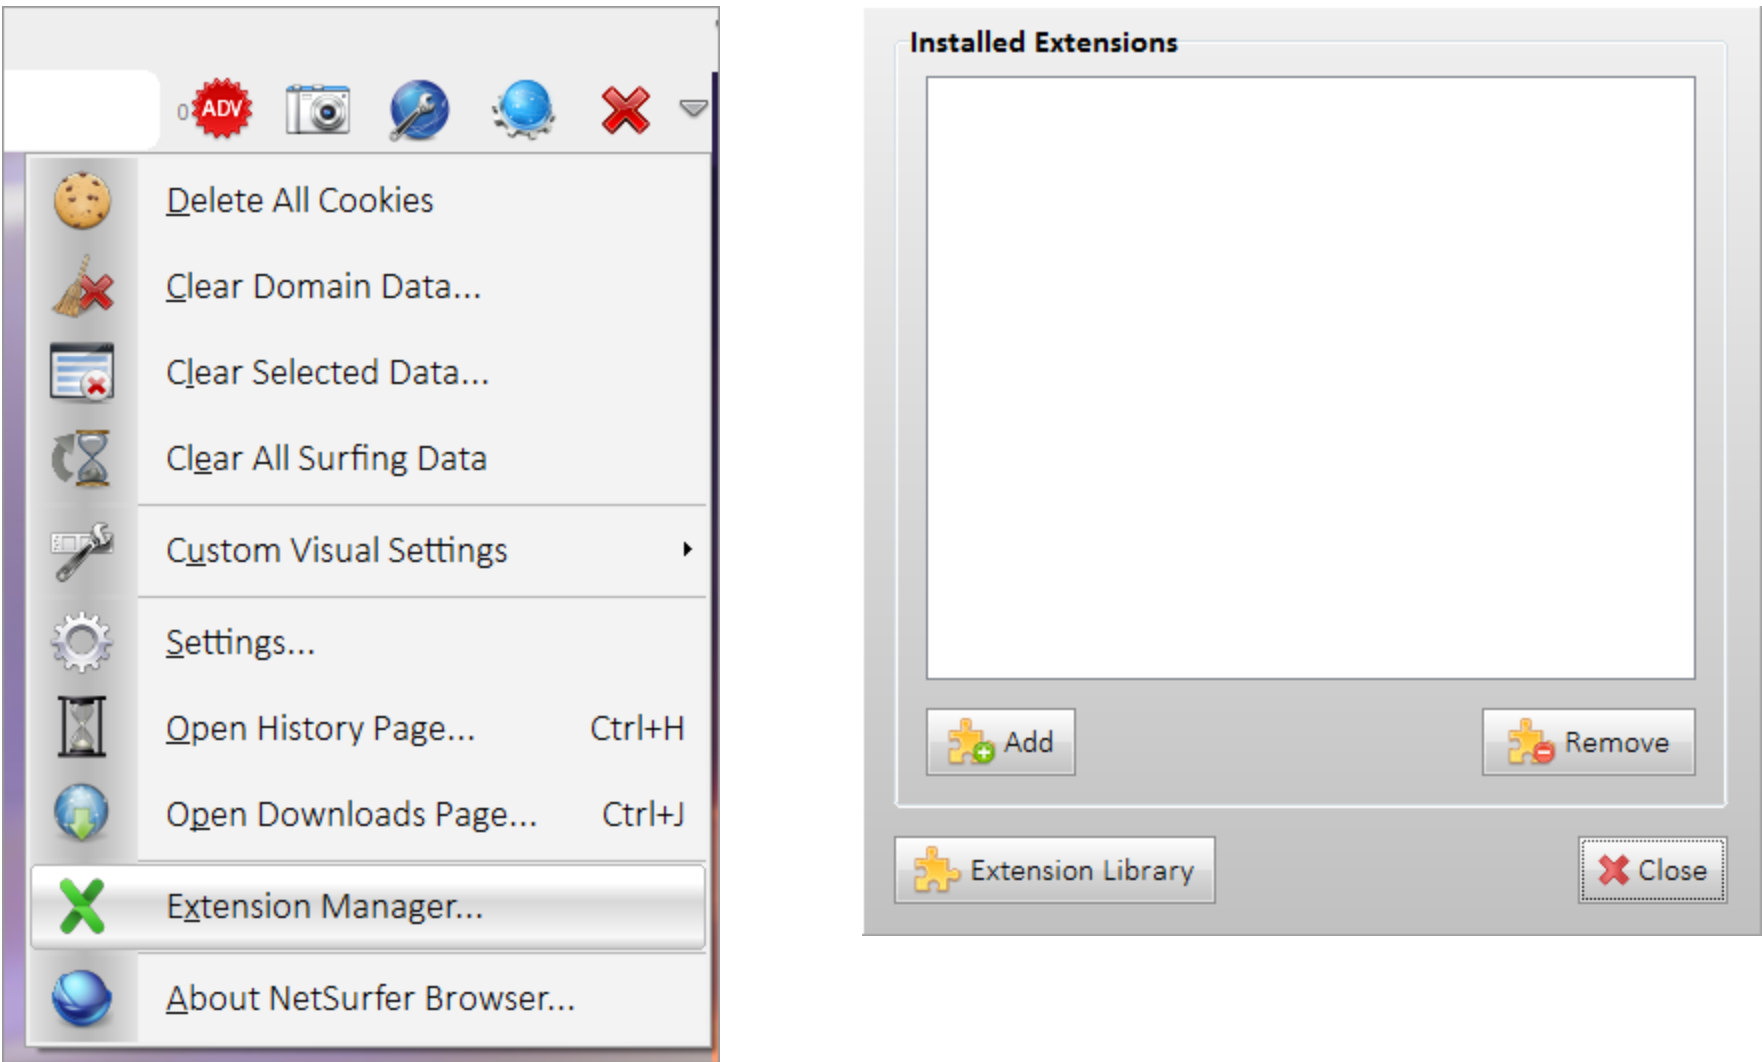 0 ADV
Delete All Cookies
Clear Domain Data...
Clear Selected Data...
Clear All Surfing Data
Custom Visual Settings
Settings...
Open History Page... Ctrl+H
Open Downloads Page... Ctrl+J
Extension Manager...
About NetSurfer Browser...
Installed Extensions
Add Remove
Extension Library Close